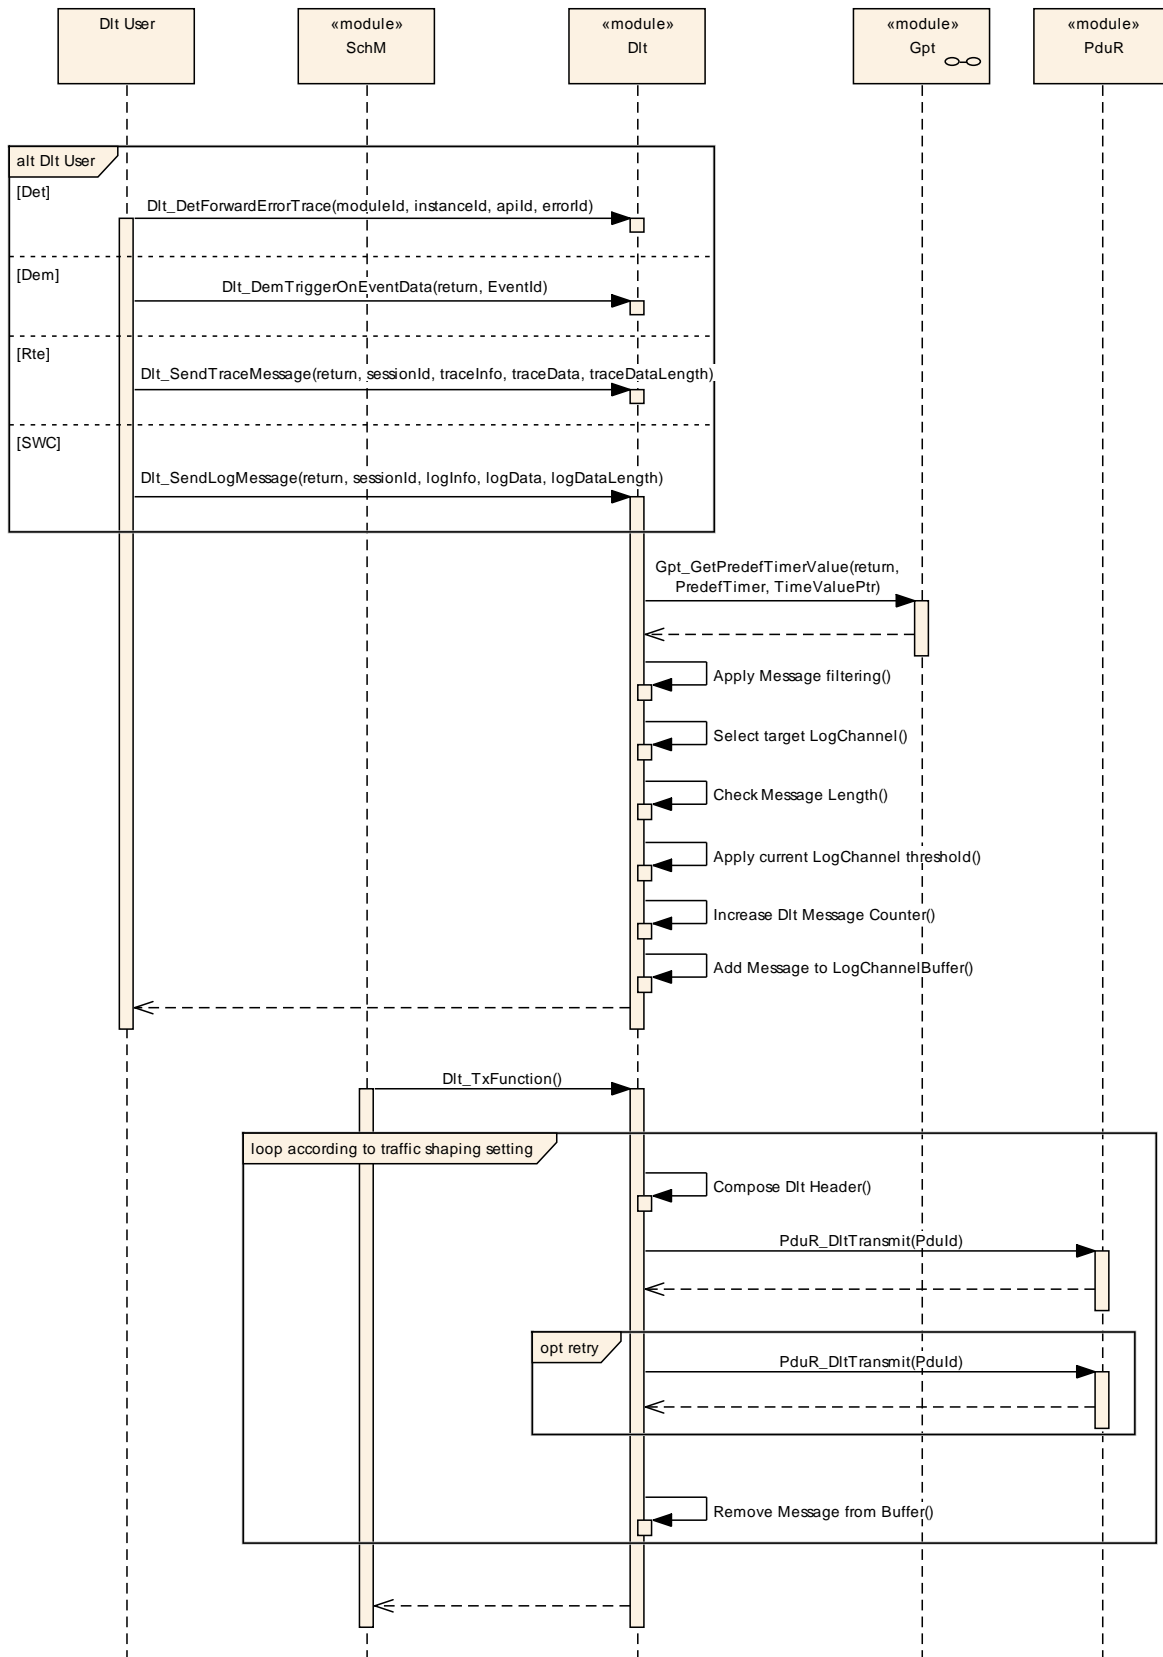 Dlt User
«module»
SchM
«module»
Dlt
«module»
Gpt
«module»
PduR
alt Dlt User
[Det]
Dlt_DetForwardErrorTrace(moduleId, instanceId, apiId, errorId)
[Dem]
Dlt_DemTriggerOnEventData(return, EventId)
[Rte]
Dlt_SendTraceMessage(return, sessionId, traceInfo, traceData, traceDataLength)
[SWC]
Dlt_SendLogMessage(return, sessionId, logInfo, logData, logDataLength)
Gpt_GetPredefTimerValue(return,
PredefTimer, TimeValuePtr)
Apply Message filtering()
Select target LogChannel()
Check Message Length()
Apply current LogChannel threshold()
Increase Dlt Message Counter()
Add Message to LogChannelBuffer()
Dlt_TxFunction()
loop according to traffic shaping setting
Compose Dlt Header()
PduR_DltTransmit(PduId)
opt retry
PduR_DltTransmit(PduId)
Remove Message from Buffer()